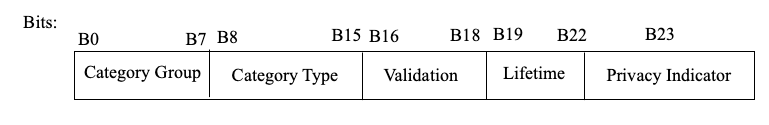 Bits:
B0 B7 B8 B15 B16 B18 B19 B22 B23
Category Group Category Type Validation Lifetime Privacy Indicator